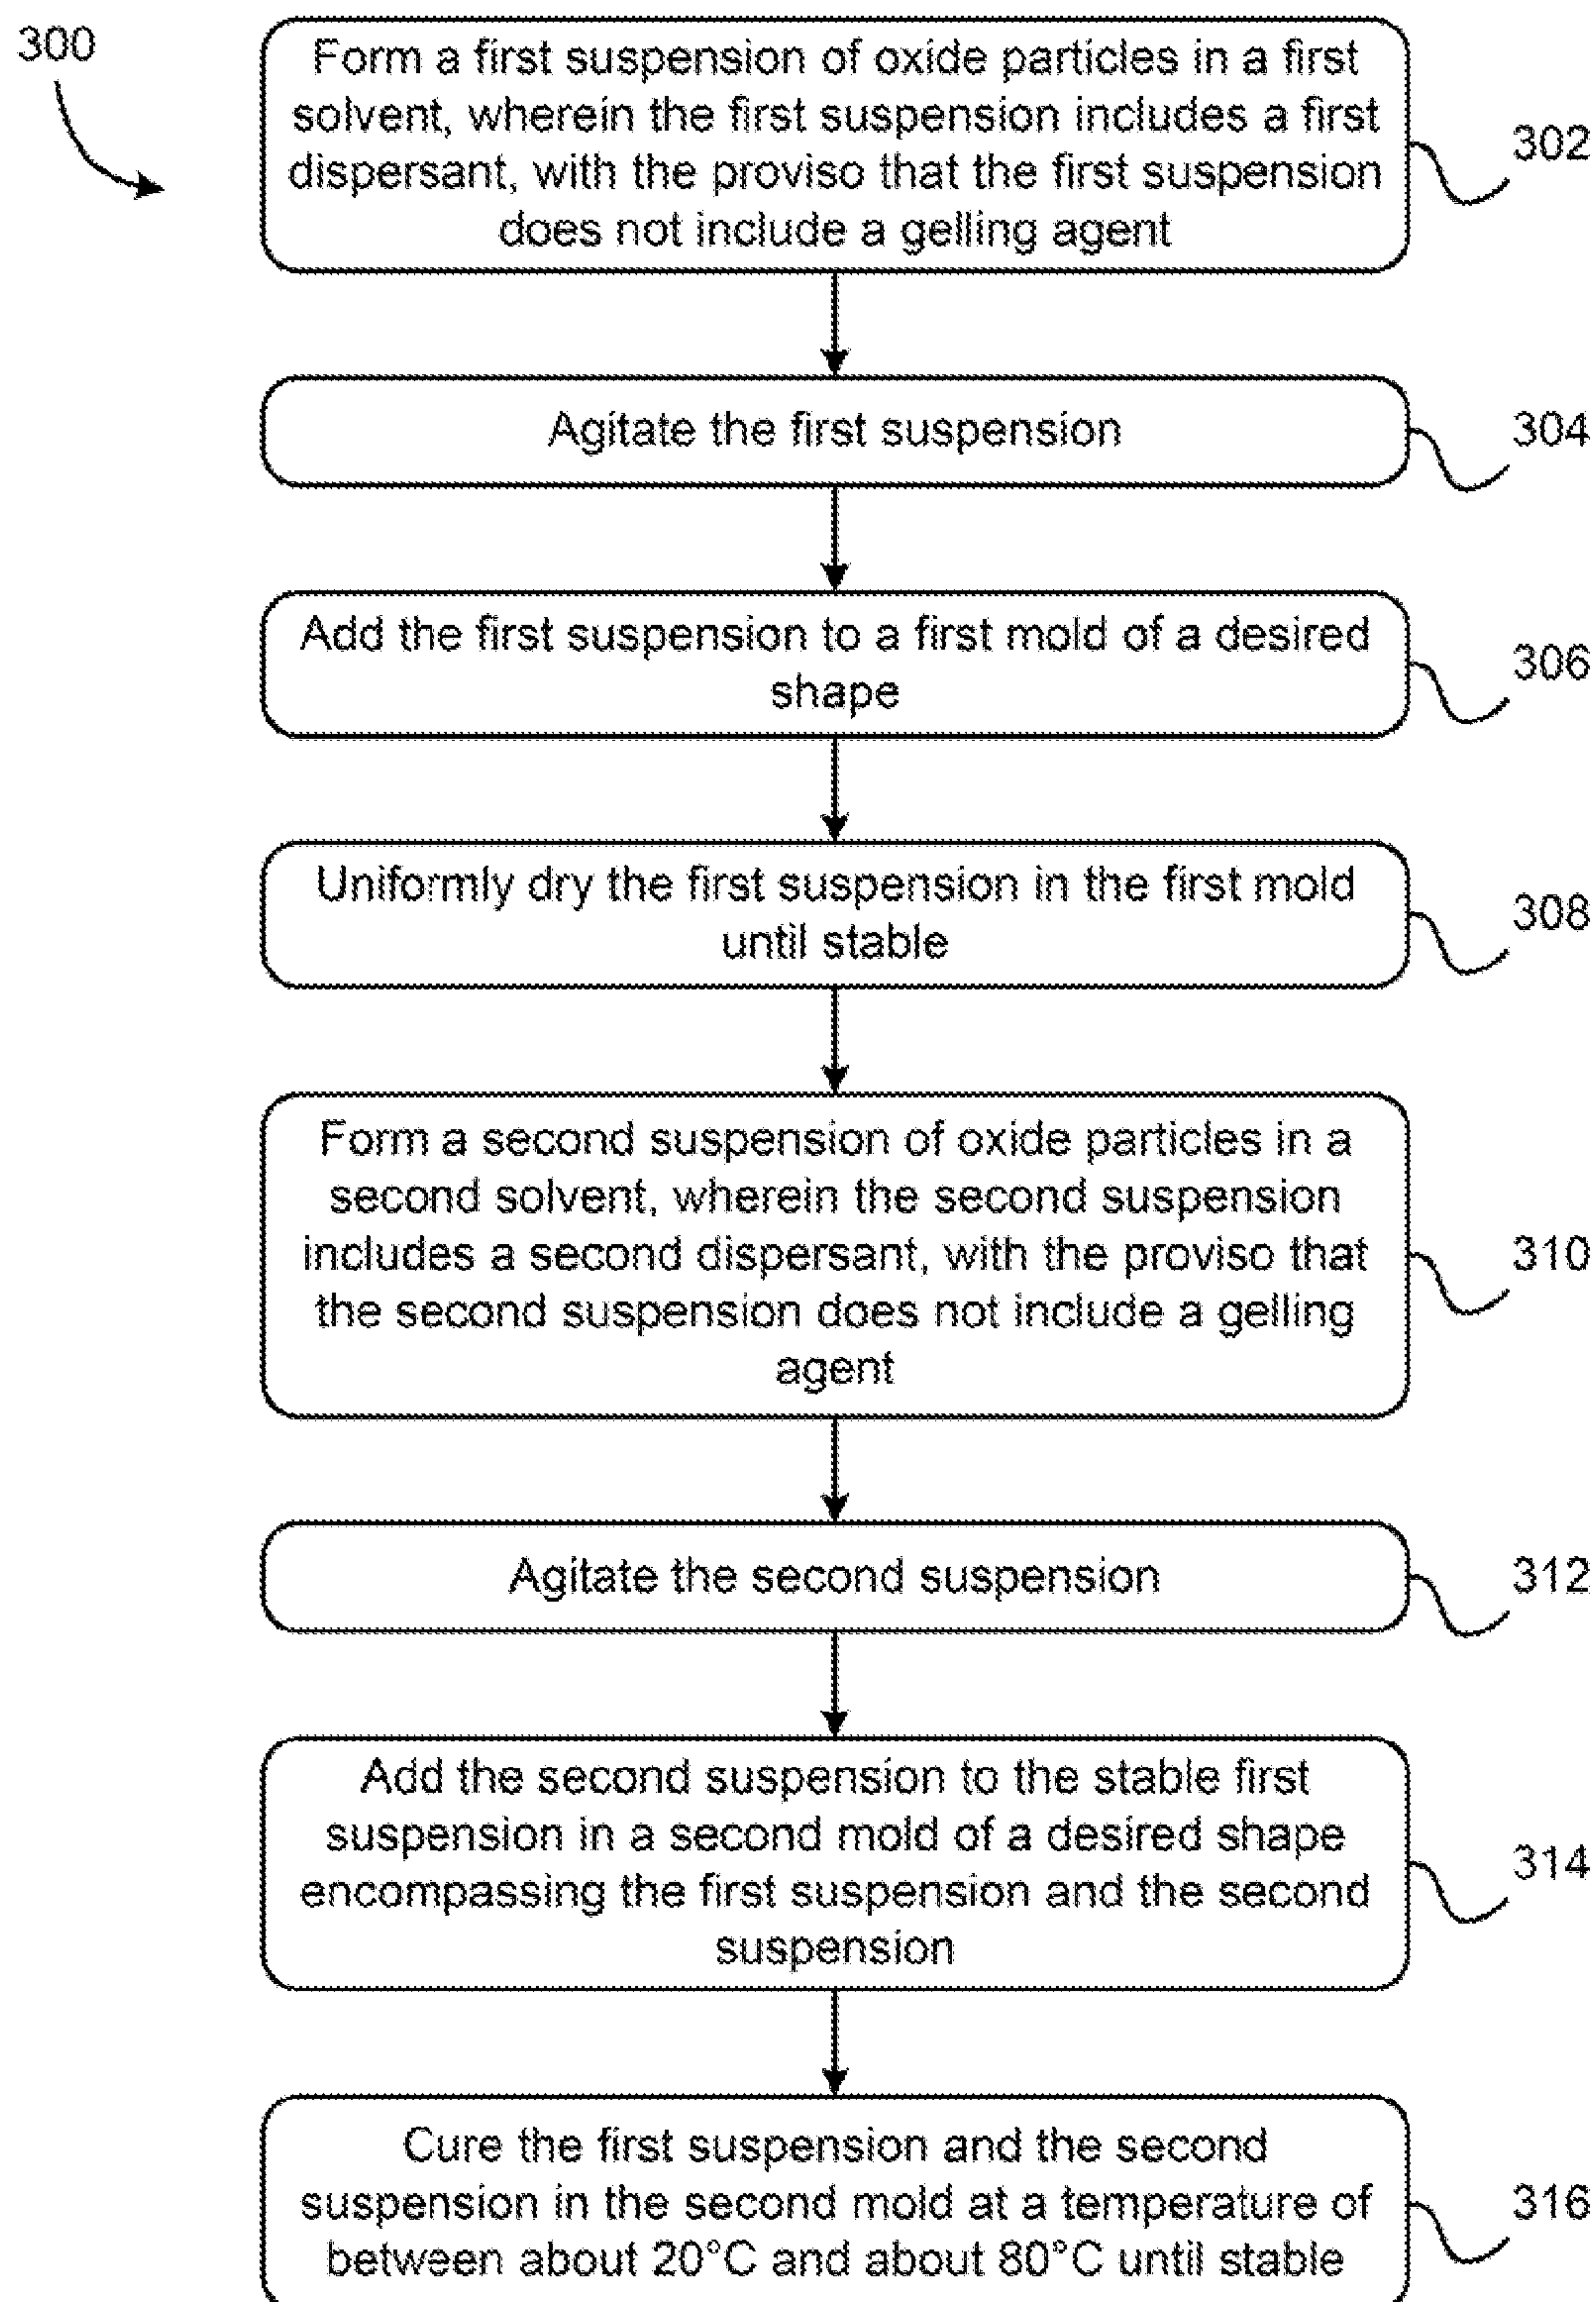 300
Form a first suspension of oxide particles in a first
solvent, wherein the first suspension includes a first
dispersant, with the proviso that the first suspension
does not include a gelling agent
302
Agitate the first suspension
304
Add the first suspension to a first mold of a desired
shape
306
Uniformly dry the first suspension in the first mold
until stable
308
Form a second suspension of oxide particles in a
second solvent, wherein the second suspension
includes a second dispersant, with the proviso that
the second suspension does not include a gelling
agent
310
Agitate the second suspension
312
Add the second suspension to the stable first
suspension in a second mold of a desired shape
encompassing the first suspension and the second
suspension
314
Cure the first suspension and the second
suspension in the second mold at a temperature of
between about 20°C and about 80°C until stable
316